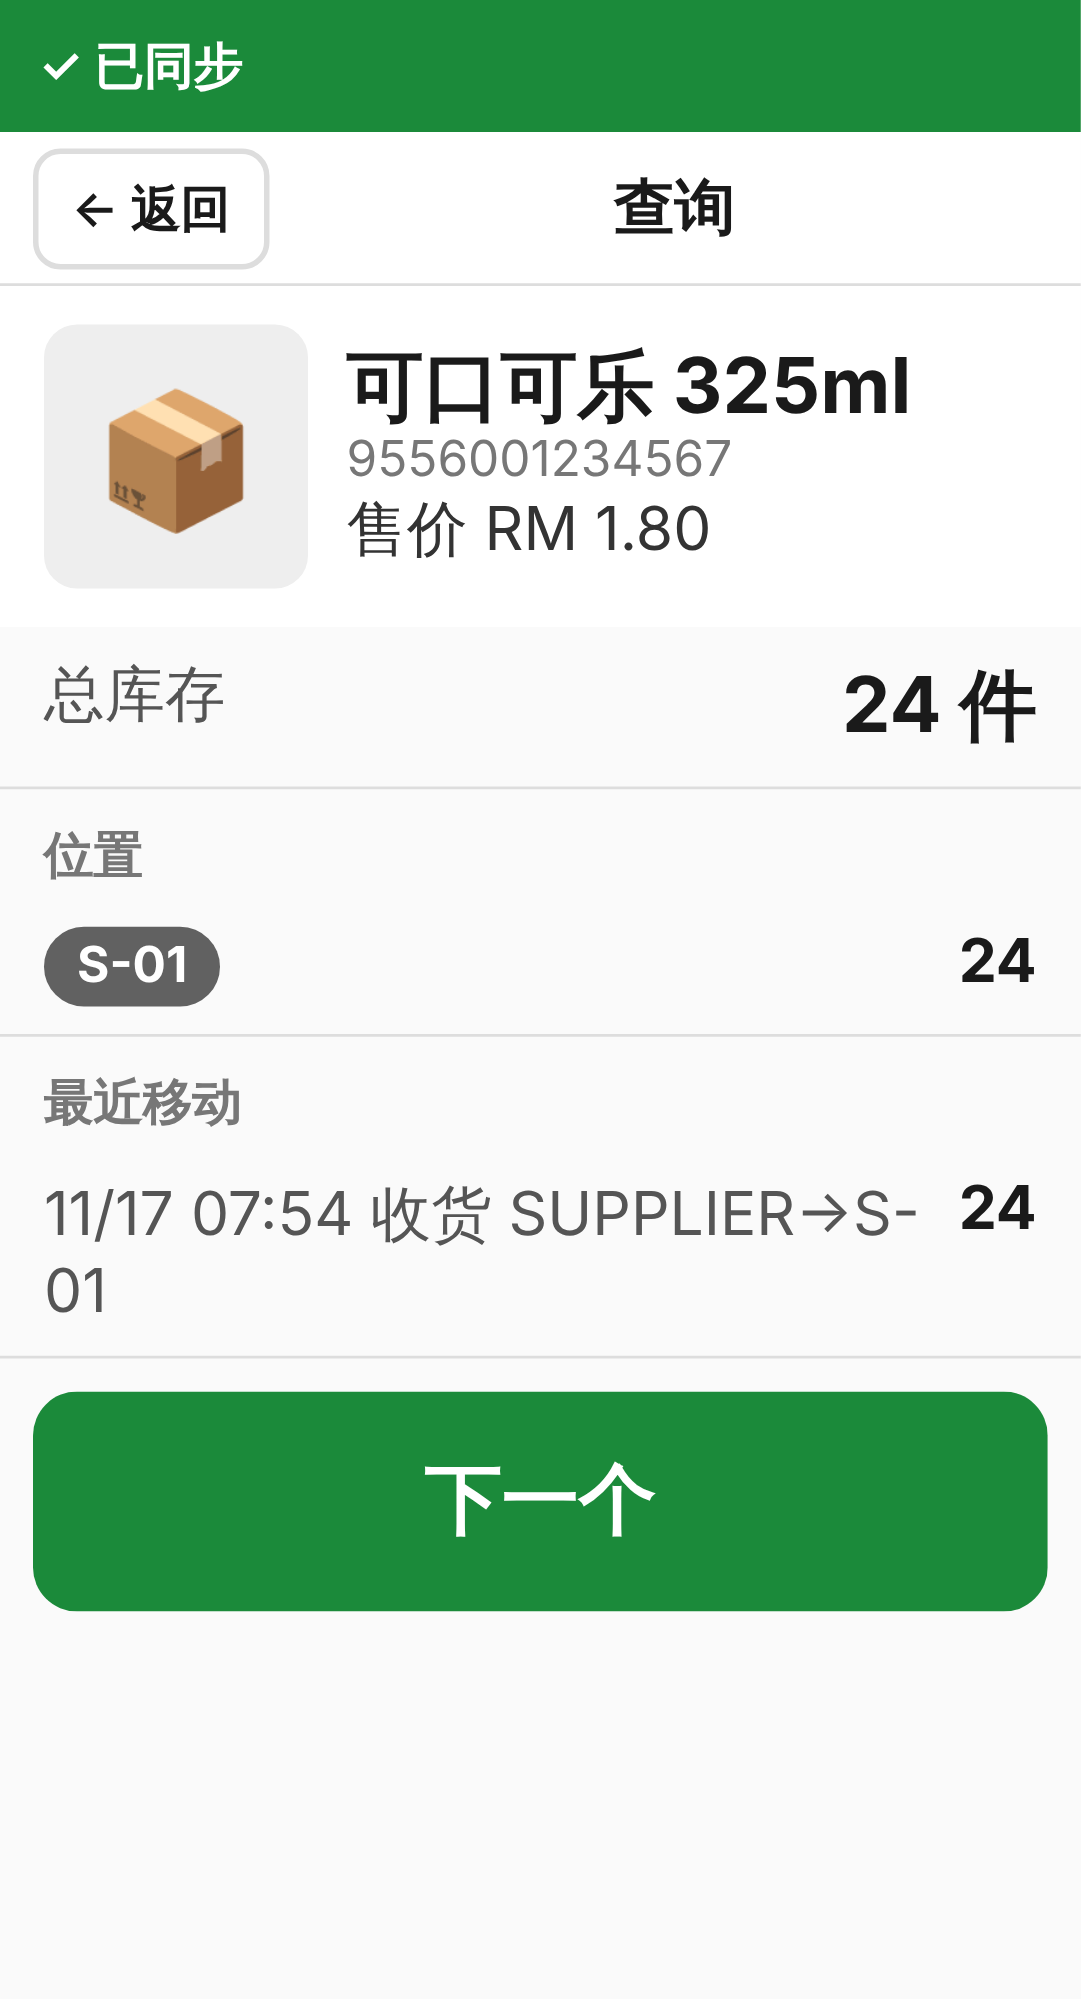 ✓ 已同步
← 返回
查询
可口可乐 325ml
9556001234567
售价 RM 1.80
总库存 24 件
位置
S-01 24
最近移动
11/17 07:54 收货 SUPPLIER→S- 24
01
下一个